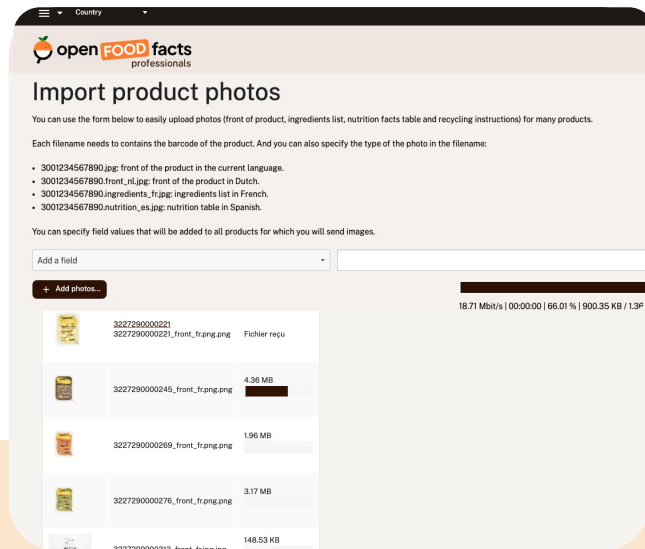 Country
open FOOD facts
professionals
Import product photos
You can use the form below to easily upload photos (front of product, ingredients list, nutrition facts table and recycling instructions) for many products.
Each filename needs to contains the barcode of the product. And you can also specify the type of the photo in the filename:
• 3001234567890.jpg: front of the product in the current language.
• 3001234567890.front_nl.jpg: front of the product in Dutch.
• 3001234567890.ingredients_fr.jpg: ingredients list in French.
• 3001234567890.nutrition_es.jpg: nutrition table in Spanish.
You can specify field values that will be added to all products for which you will send images.
Add a field
+ Add photos...
18.71 Mbit/s | 00:00:00 | 66.01 % | 900.35 KB / 1.36
3227290000221
3227290000221_front_fr.png.png Fichier reçu
4.36 MB
3227290000245_front_fr.png.png
1.96 MB
3227290000269_front_fr.png.png
3.17 MB
3227290000276_front_fr.png.png
148.53 KB